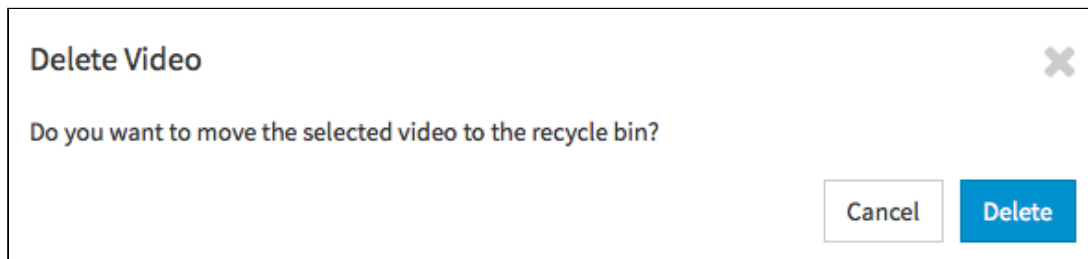 Delete Video
Do you want to move the selected video to the recycle bin?
Cancel Delete